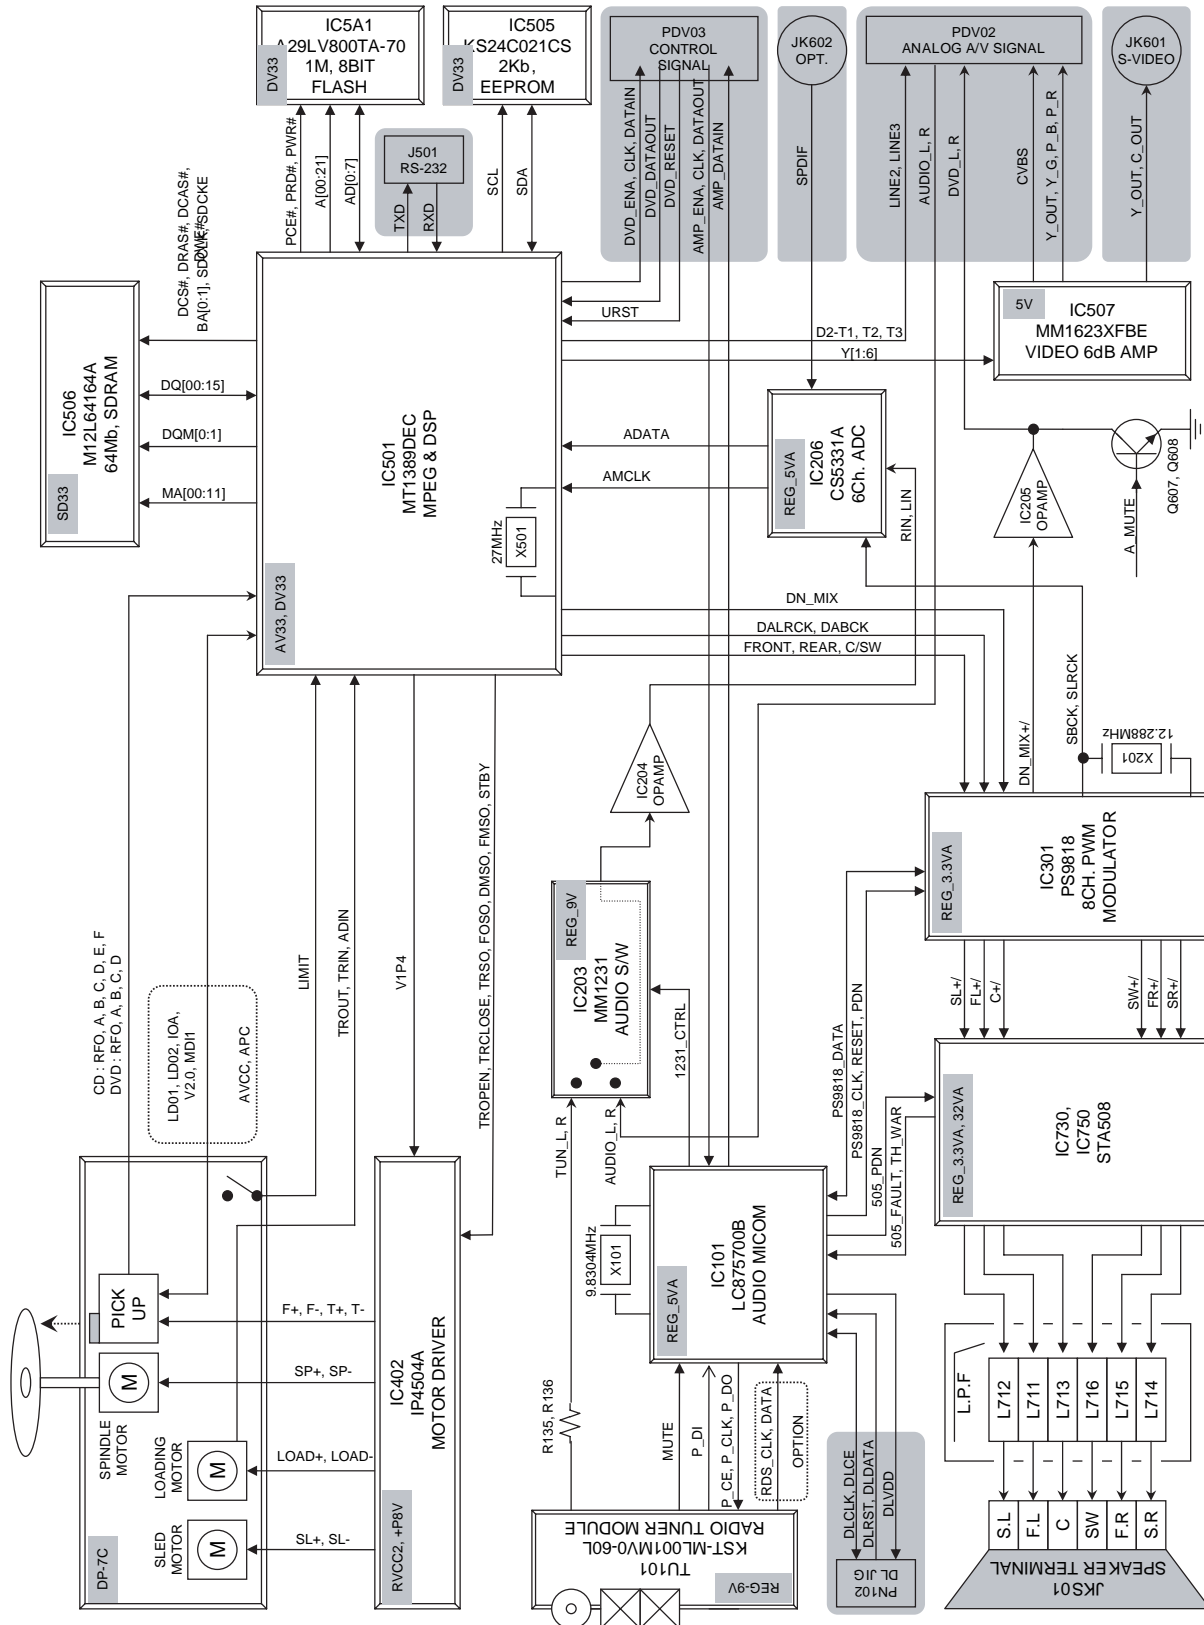 IC5A1
A29LV800TA-70
1M, 8BIT
FLASH
DV33
IC505
KS24C021CS
2Kb,
EEPROM
DV33
PDV03
CONTROL
SIGNAL
JK602
OPT.
PDV02
ANALOG A/V SIGNAL
JK601
S-VIDEO
J501
RS-232
TXD
RXD
PCE#, PRD#, PWR#
A[00:21]
AD[0:7]
SCL
SDA
DVD_ENA, CLK, DATAIN
DVD_DATAOUT
DVD_RESET
AMP_ENA, CLK, DATAOUT
AMP_DATAIN
SPDIF
LINE2, LINE3
AUDIO_L, R
DVD_L, R
CVBS
Y_OUT, Y_G, P_B, P_R
Y_OUT, C_OUT
DCS#, DRAS#, DCAS#,
DWE#
BA[0:1], SDCLK, SDCKE
IC506
M12L64164A
64Mb, SDRAM
SD33
DQ[00:15]
DQM[0:1]
MA[00:11]
IC501
MT1389DEC
MPEG & DSP
AV33, DV33
27MHz
X501
URST
D2-T1, T2, T3
Y[1:6]
5V
IC507
MM1623XFBE
VIDEO 6dB AMP
ADATA
AMCLK
REG_5VA
IC206
CS5331A
6Ch. ADC
RIN, LIN
IC205
OPAMP
A_MUTE
Q607, Q608
DN_MIX
DALRCK, DABCK
FRONT, REAR, C/SW
DN_MIX+/
SBCK, SLRCK
12.288MHz
X201
IC204
OPAMP
CD : RFO, A, B, C, D, E, F
DVD : RFO, A, B, C, D
LD01, LD02, IOA,
V2.0, MDI1
AVCC, APC
LIMIT
TROUT, TRIN, ADIN
V1P4
TROPEN, TRCLOSE, TRSO, FOSO, DMSO, FMSO, STBY
REG_9V
IC203
MM1231
AUDIO S/W
TUN_L, R
AUDIO_L, R
1231_CTRL
REG_3.3VA
IC301
PS9818
8CH. PWM
MODULATOR
PS9818_DATA
PS9818_CLK, RESET, PDN
505_PDN
505_FAULT, TH_WAR
SL+/
FL+/
C+/
SW+/
FR+/
SR+/
REG_3.3VA, 32VA
IC730,
IC750
STA508
PICK
UP
M
SPINDLE
MOTOR
M
LOADING
MOTOR
M
SLED
MOTOR
DP-7C
F+, F-, T+, T-
SP+, SP-
LOAD+, LOAD-
SL+, SL-
IC402
IP4504A
MOTOR DRIVER
RVCC2, +P8V
9.8304MHz
X101
REG_5VA
IC101
LC875700B
AUDIO MICOM
R135, R136
MUTE
P_DI
P_CE, P_CLK, P_DO
RDS_CLK, DATA
OPTION
TU101
KST-ML001MV0-60L
RADIO TUNER MODULE
REG-9V
DLCLK, DLCE
DLRST, DLDATA
DLVDD
PN102
DL JIG
L.P.F
L712
L711
L713
L716
L715
L714
S.L
F.L
C
SW
F.R
S.R
JKS01
SPEAKER TERMINAL